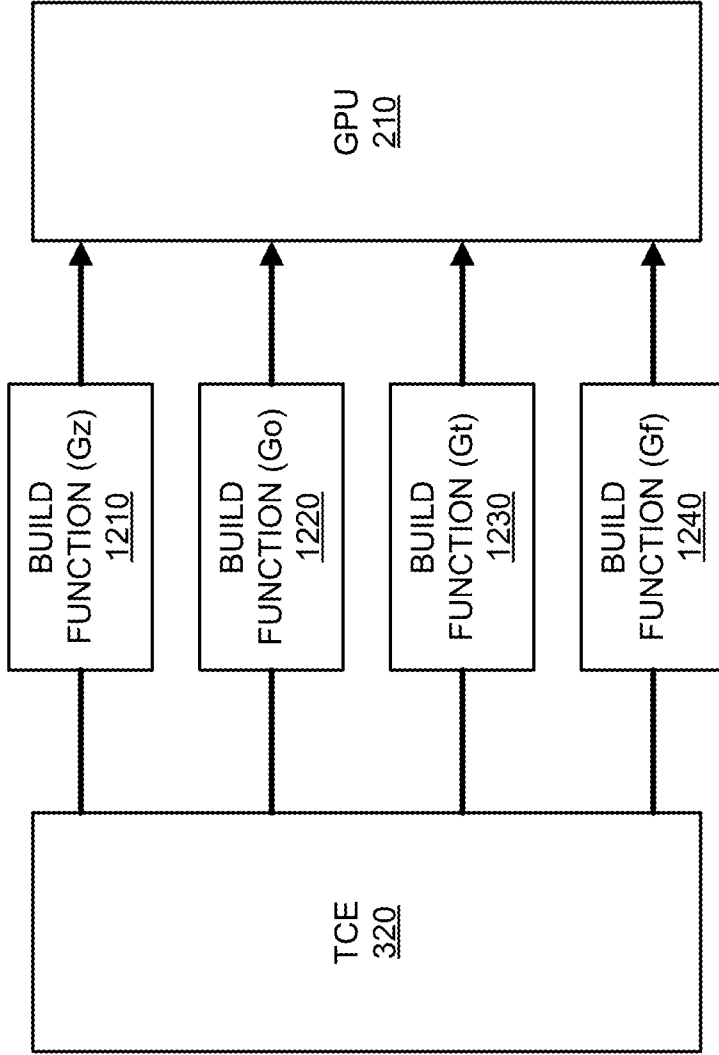 TCE
320
BUILD
FUNCTION (Gz)
1210
BUILD
FUNCTION (Go)
1220
BUILD
FUNCTION (Gt)
1230
BUILD
FUNCTION (Gf)
1240
GPU
210